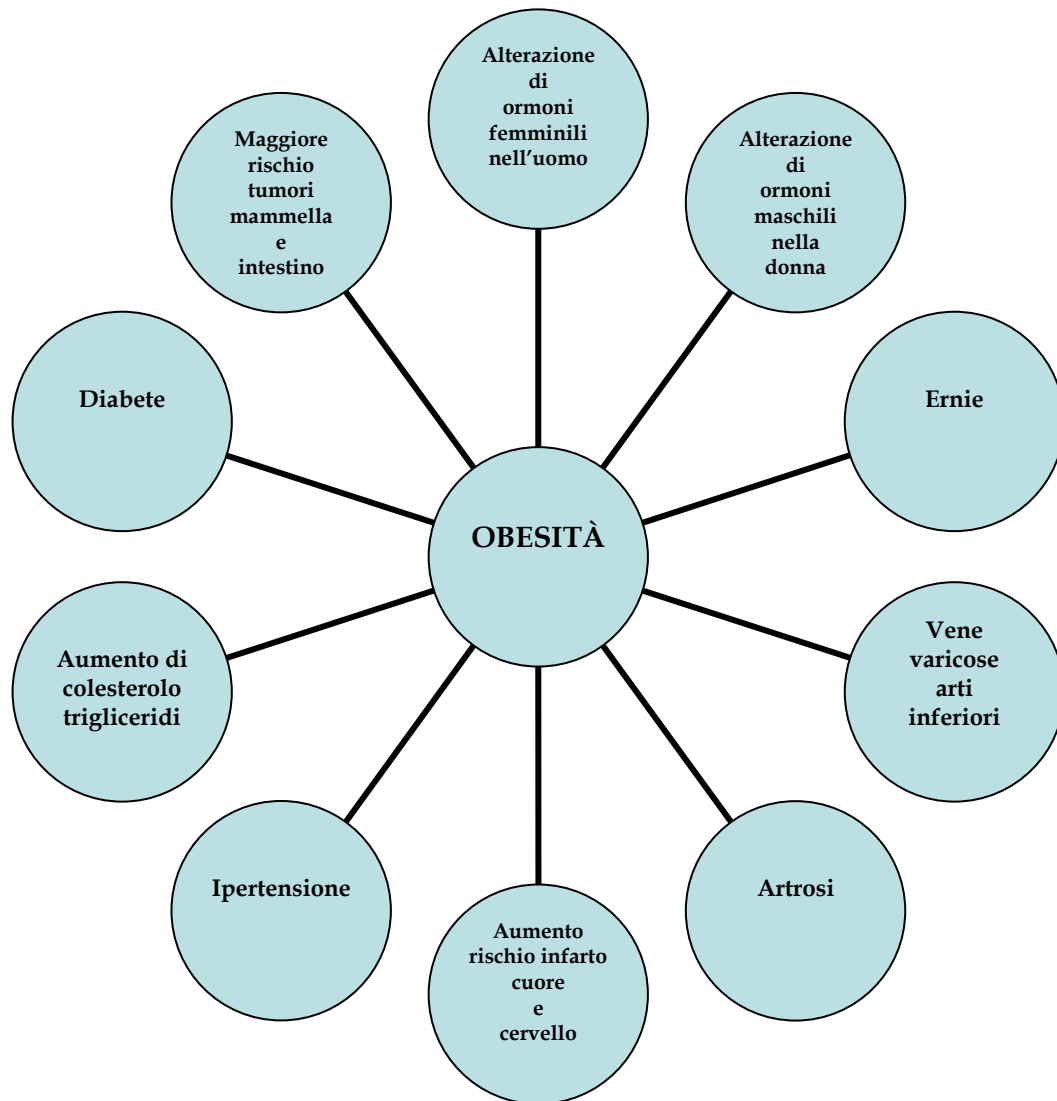 Alterazione
di
ormoni
femminili
nell'uomo
Maggiore
rischio
tumori
mammella
e
intestino
Alterazione
di
ormoni
maschili
nella
donna
Diabete
Ernie
OBESITÀ
Aumento di
colesterolo
trigliceridi
Vene
varicose
arti
inferiori
Ipertensione
Artrosi
Aumento
rischio infarto
cuore
e
cervello